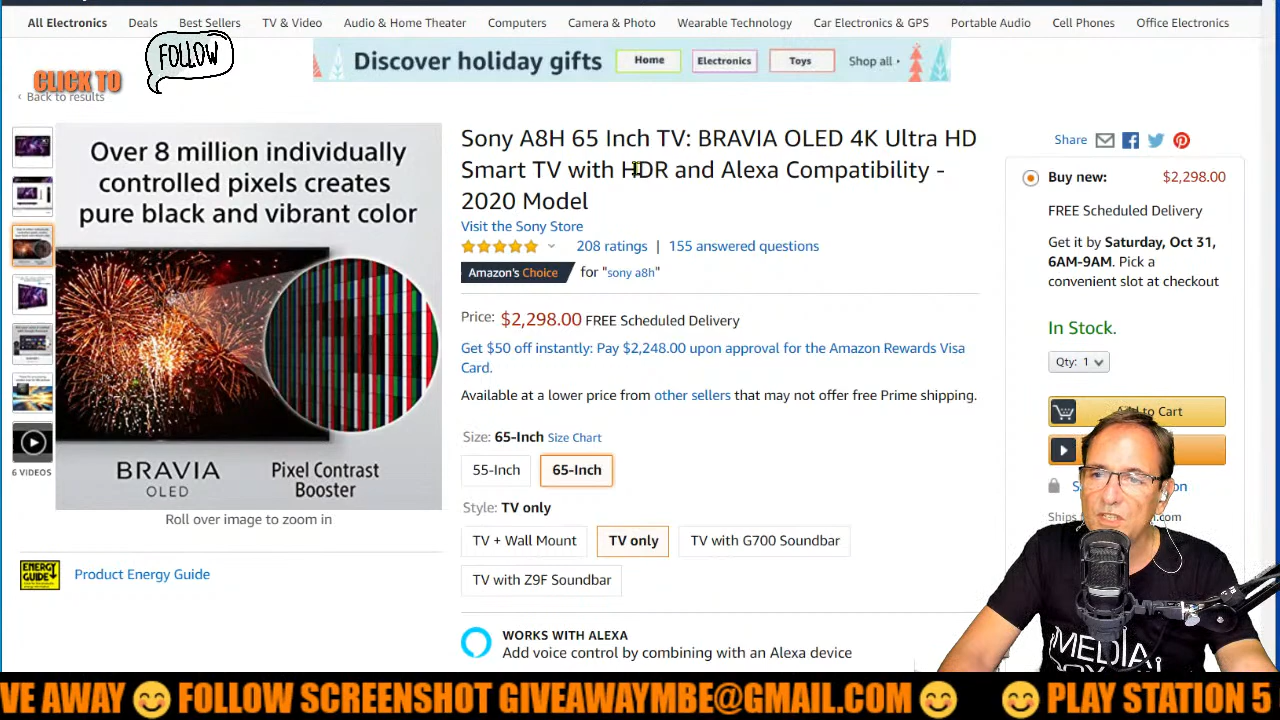 All Electronics Deals Best Sellers TV & Video Audio & Home Theater Computers Camera & Photo Wearable Technology Car Electronics & GPS Portable Audio Cell Phones Office Electronics
FOLLOW
CLICK TO
Discover holiday gifts Home Electronics Toys Shop all ›
‹ Back to results
Over 8 million individually
controlled pixels creates
pure black and vibrant color
BRAVIA
OLED
Pixel Contrast
Booster
6 VIDEOS
Roll over image to zoom in
ENERGY
GUIDE
Product Energy Guide
Sony A8H 65 Inch TV: BRAVIA OLED 4K Ultra HD
Smart TV with HDR and Alexa Compatibility -
2020 Model
Visit the Sony Store
208 ratings | 155 answered questions
Amazon's Choice for "sony a8h"
Price: $2,298.00 FREE Scheduled Delivery
Get $50 off instantly: Pay $2,248.00 upon approval for the Amazon Rewards Visa
Card.
Available at a lower price from other sellers that may not offer free Prime shipping.
Size: 65-Inch Size Chart
55-Inch 65-Inch
Style: TV only
TV + Wall Mount TV only TV with G700 Soundbar
TV with Z9F Soundbar
WORKS WITH ALEXA
Add voice control by combining with an Alexa device
Share
Buy new: $2,298.00
FREE Scheduled Delivery
Get it by Saturday, Oct 31,
6AM-9AM. Pick a
convenient slot at checkout
In Stock.
Qty: 1
Add to Cart
Ships
MEDIA
VE AWAY 😊 FOLLOW SCREENSHOT GIVEAWAYMBE@GMAIL.COM 😊 😊 PLAY STATION 5